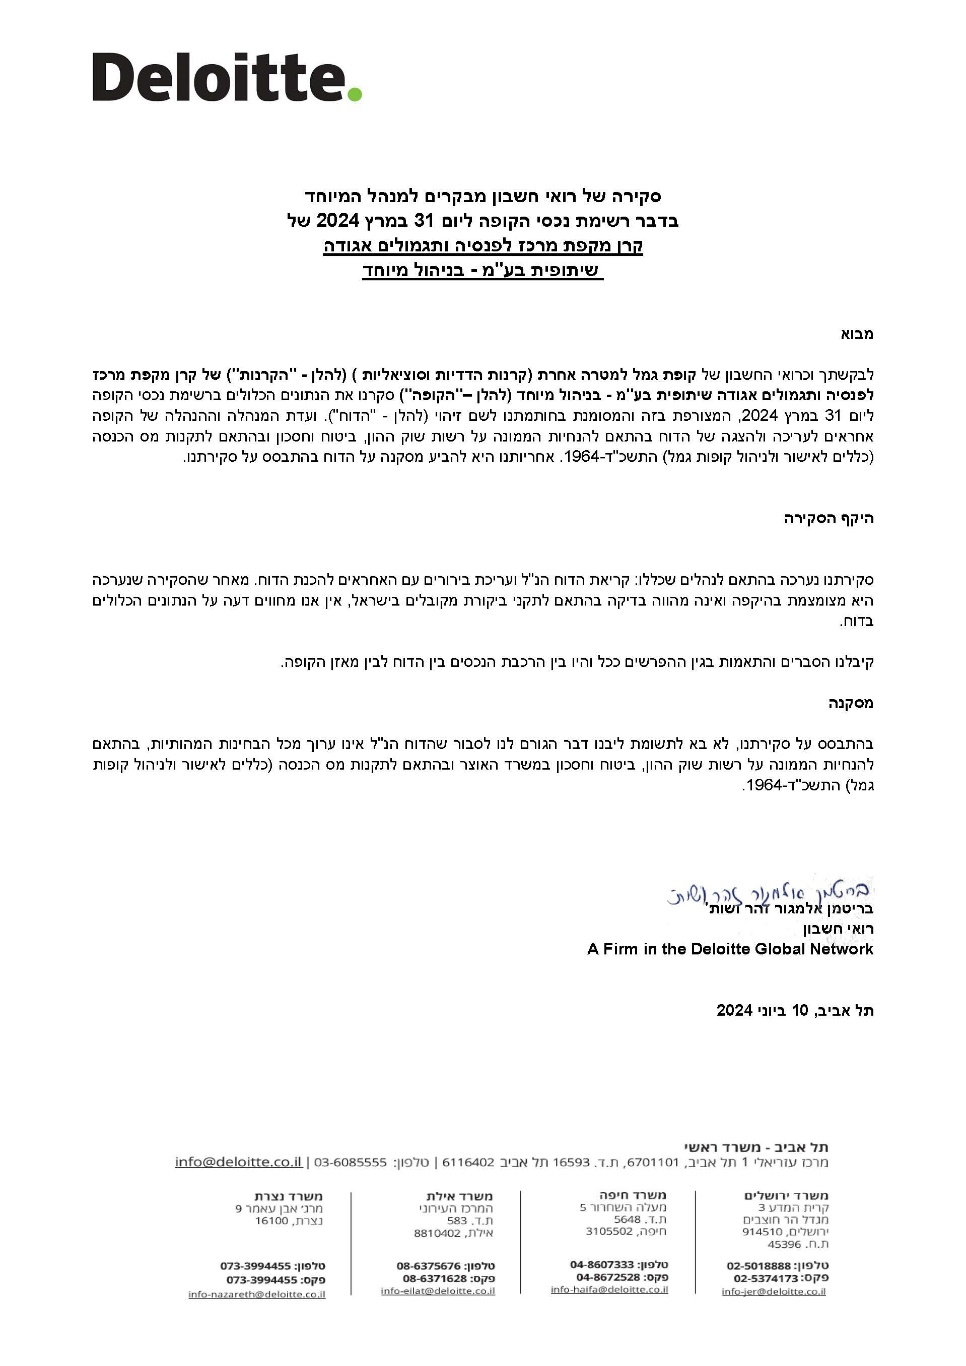 Deloitte.
סקירה של רואי חשבון מבקרים למנהל המיוחד
בדבר רשימת נכסי הקופה ליום 31 במרץ 2024 של
קרן מקפת מרכז לפנסיה ותגמולים אגודה
שיתופית בע"מ - בניהול מיוחד
מבוא
לבקשתך וכרואי החשבון של קופת גמל למטרה אחרת (קרנות הדדיות וסוציאליות ) (להלן - "הקרנות") של קרן מקפת מרכז
לפנסיה ותגמולים אגודה שיתופית בע"מ - בניהול מיוחד (להלן –"הקופה") סקרנו את הנתונים הכלולים ברשימת נכסי הקופה
ליום 31 במרץ 2024, המצורפת בזה והמסומנת בחותמתנו לשם זיהוי (להלן - "הדוח"). ועדת המנהלה וההנהלה של הקופה
אחראים לעריכה ולהצגה של הדוח בהתאם להנחיות הממונה על רשות שוק ההון, ביטוח וחסכון ובהתאם לתקנות מס הכנסה
(כללים לאישור ולניהול קופות גמל) התשכ"ד-1964. אחריותנו היא להביע מסקנה על הדוח בהתבסס על סקירתנו.
היקף הסקירה
סקירתנו נערכה בהתאם לנהלים שכללו: קריאת הדוח הנ"ל ועריכת בירורים עם האחראים להכנת הדוח. מאחר שהסקירה שנערכה
היא מצומצמת בהיקפה ואינה מהווה בדיקה בהתאם לתקני ביקורת מקובלים בישראל, אין אנו מחווים דעה על הנתונים הכלולים
בדוח.
קיבלנו הסברים והתאמות בגין ההפרשים ככל והיו בין הרכבת הנכסים בין הדוח לבין מאזן הקופה.
מסקנה
בהתבסס על סקירתנו, לא בא לתשומת ליבנו דבר הגורם לנו לסבור שהדוח הנ"ל אינו ערוך מכל הבחינות המהותיות, בהתאם
להנחיות הממונה על רשות שוק ההון, ביטוח וחסכון במשרד האוצר ובהתאם לתקנות מס הכנסה (כללים לאישור ולניהול קופות
גמל) התשכ"ד-1964.
בריטמן אלמגור זהר ושות'
בריטמן אלמגור זהר ושות'
רואי חשבון
A Firm in the Deloitte Global Network
תל אביב, 10 ביוני 2024
תל אביב - משרד ראשי
מרכז עזריאלי 1 תל אביב, 6701101, ת.ד. 16593 תל אביב 6116402 | טלפון: 03-6085555 | info@deloitte.co.il
משרד ירושלים
קרית המדע 3
מגדל הר חוצבים
ירושלים, 914510
ת.ח. 45396
טלפון: 02-5018888
פקס: 02-5374173
info-jer@deloitte.co.il
משרד חיפה
מעלה השחרור 5
ת.ד. 5648
חיפה, 3105502
טלפון: 04-8607333
פקס: 04-8672528
info-haifa@deloitte.co.il
משרד אילת
המרכז העירוני
ת.ד. 583
אילת, 8810402
טלפון: 08-6375676
פקס: 08-6371628
info-eilat@deloitte.co.il
משרד נצרת
מרג' אבן עאמר 9
נצרת, 16100
טלפון: 073-3994455
פקס: 073-3994455
info-nazareth@deloitte.co.il